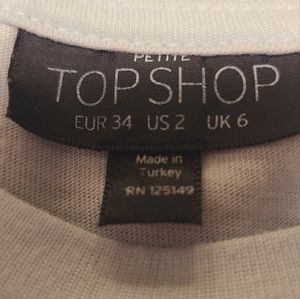 PETITE
TOPSHOP
EUR 34 US 2 UK 6
Made in
Turkey
RN 125149